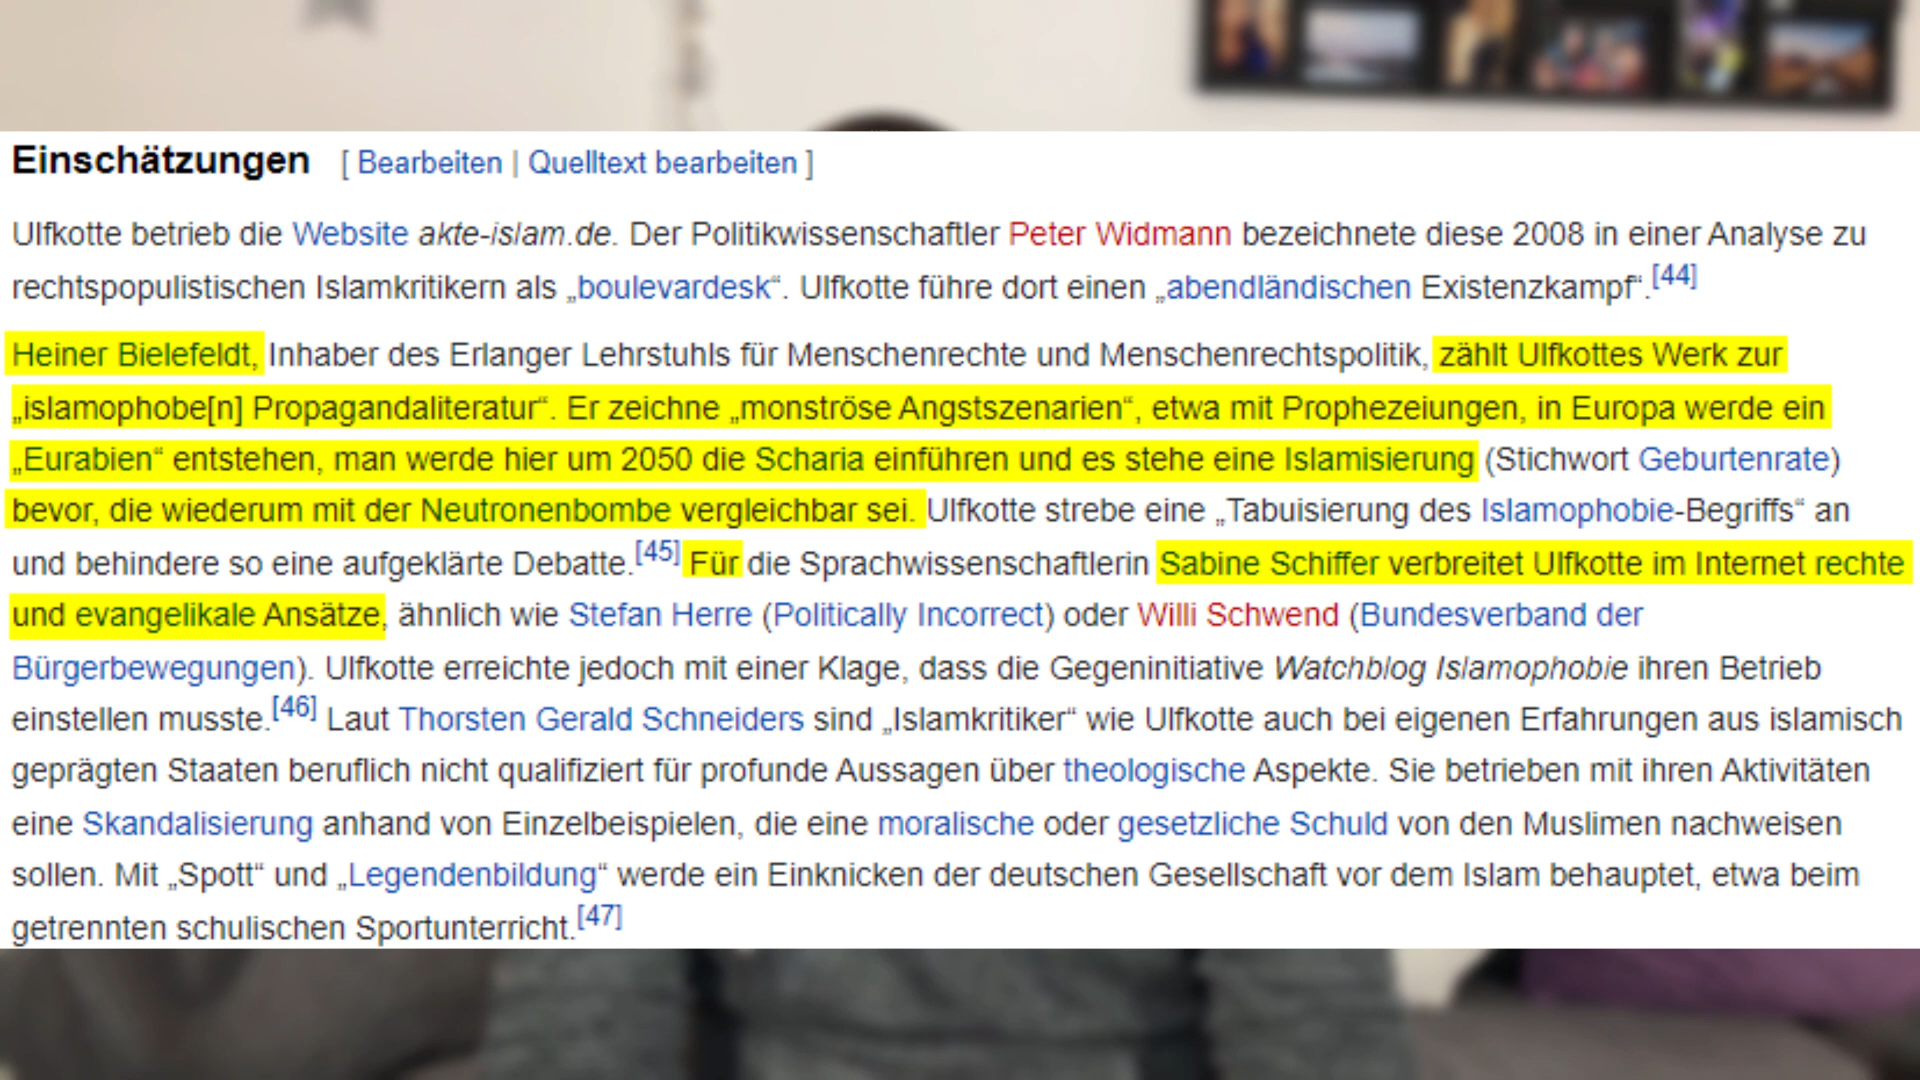 Einschätzungen [ Bearbeiten | Quelltext bearbeiten ]
Ulfkotte betrieb die Website akte-islam.de. Der Politikwissenschaftler Peter Widmann bezeichnete diese 2008 in einer Analyse zu
rechtspopulistischen Islamkritikern als „boulevardesk“. Ulfkotte führe dort einen „abendländischen Existenzkampf“.[44]
Heiner Bielefeldt, Inhaber des Erlanger Lehrstuhls für Menschenrechte und Menschenrechtspolitik, zählt Ulfkottes Werk zur
„islamophobe[n] Propagandaliteratur“. Er zeichne „monströse Angstszenarien“, etwa mit Prophezeiungen, in Europa werde ein
„Eurabien“ entstehen, man werde hier um 2050 die Scharia einführen und es stehe eine Islamisierung (Stichwort Geburtenrate)
bevor, die wiederum mit der Neutronenbombe vergleichbar sei. Ulfkotte strebe eine „Tabuisierung des Islamophobie-Begriffs“ an
und behindere so eine aufgeklärte Debatte.[45] Für die Sprachwissenschaftlerin Sabine Schiffer verbreitet Ulfkotte im Internet rechte
und evangelikale Ansätze, ähnlich wie Stefan Herre (Politically Incorrect) oder Willi Schwend (Bundesverband der
Bürgerbewegungen). Ulfkotte erreichte jedoch mit einer Klage, dass die Gegeninitiative Watchblog Islamophobie ihren Betrieb
einstellen musste.[46] Laut Thorsten Gerald Schneiders sind „Islamkritiker“ wie Ulfkotte auch bei eigenen Erfahrungen aus islamisch
geprägten Staaten beruflich nicht qualifiziert für profunde Aussagen über theologische Aspekte. Sie betrieben mit ihren Aktivitäten
eine Skandalisierung anhand von Einzelbeispielen, die eine moralische oder gesetzliche Schuld von den Muslimen nachweisen
sollen. Mit „Spott“ und „Legendenbildung“ werde ein Einknicken der deutschen Gesellschaft vor dem Islam behauptet, etwa beim
getrennten schulischen Sportunterricht.[47]